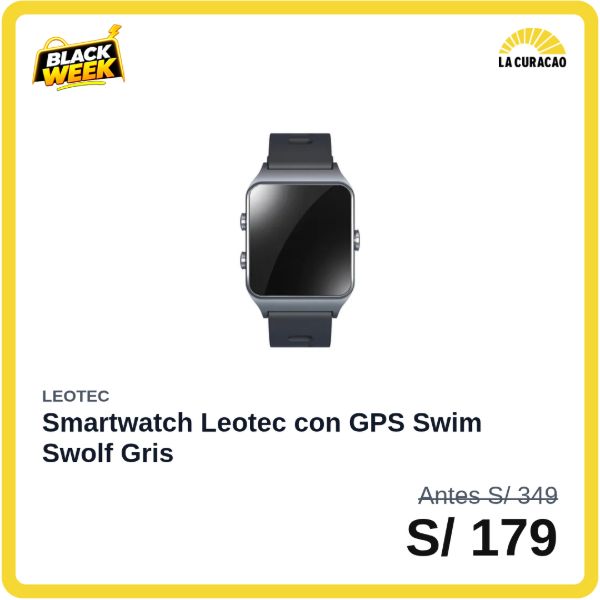 BLACK
WEEK
LA CURACAO
LEOTEC
Smartwatch Leotec con GPS Swim
Swolf Gris
Antes S/ 349
S/ 179